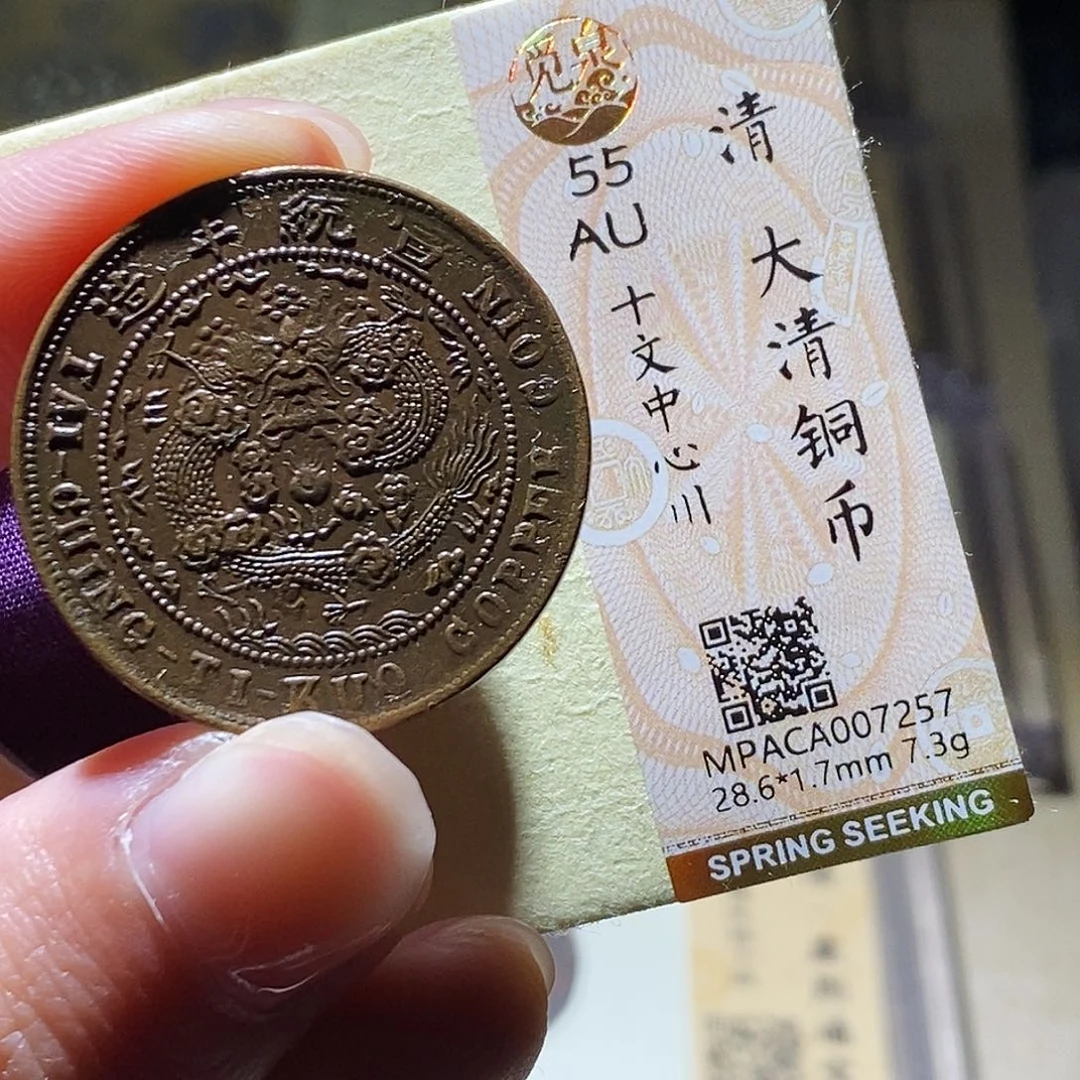 宣統年造
TAI-CHING-TI-KUO COPPER COIN
觅泉
55
AU
清 大清铜币
十文中心川
MPACA007257
28.6*1.7mm 7.3g
SPRING SEEKING